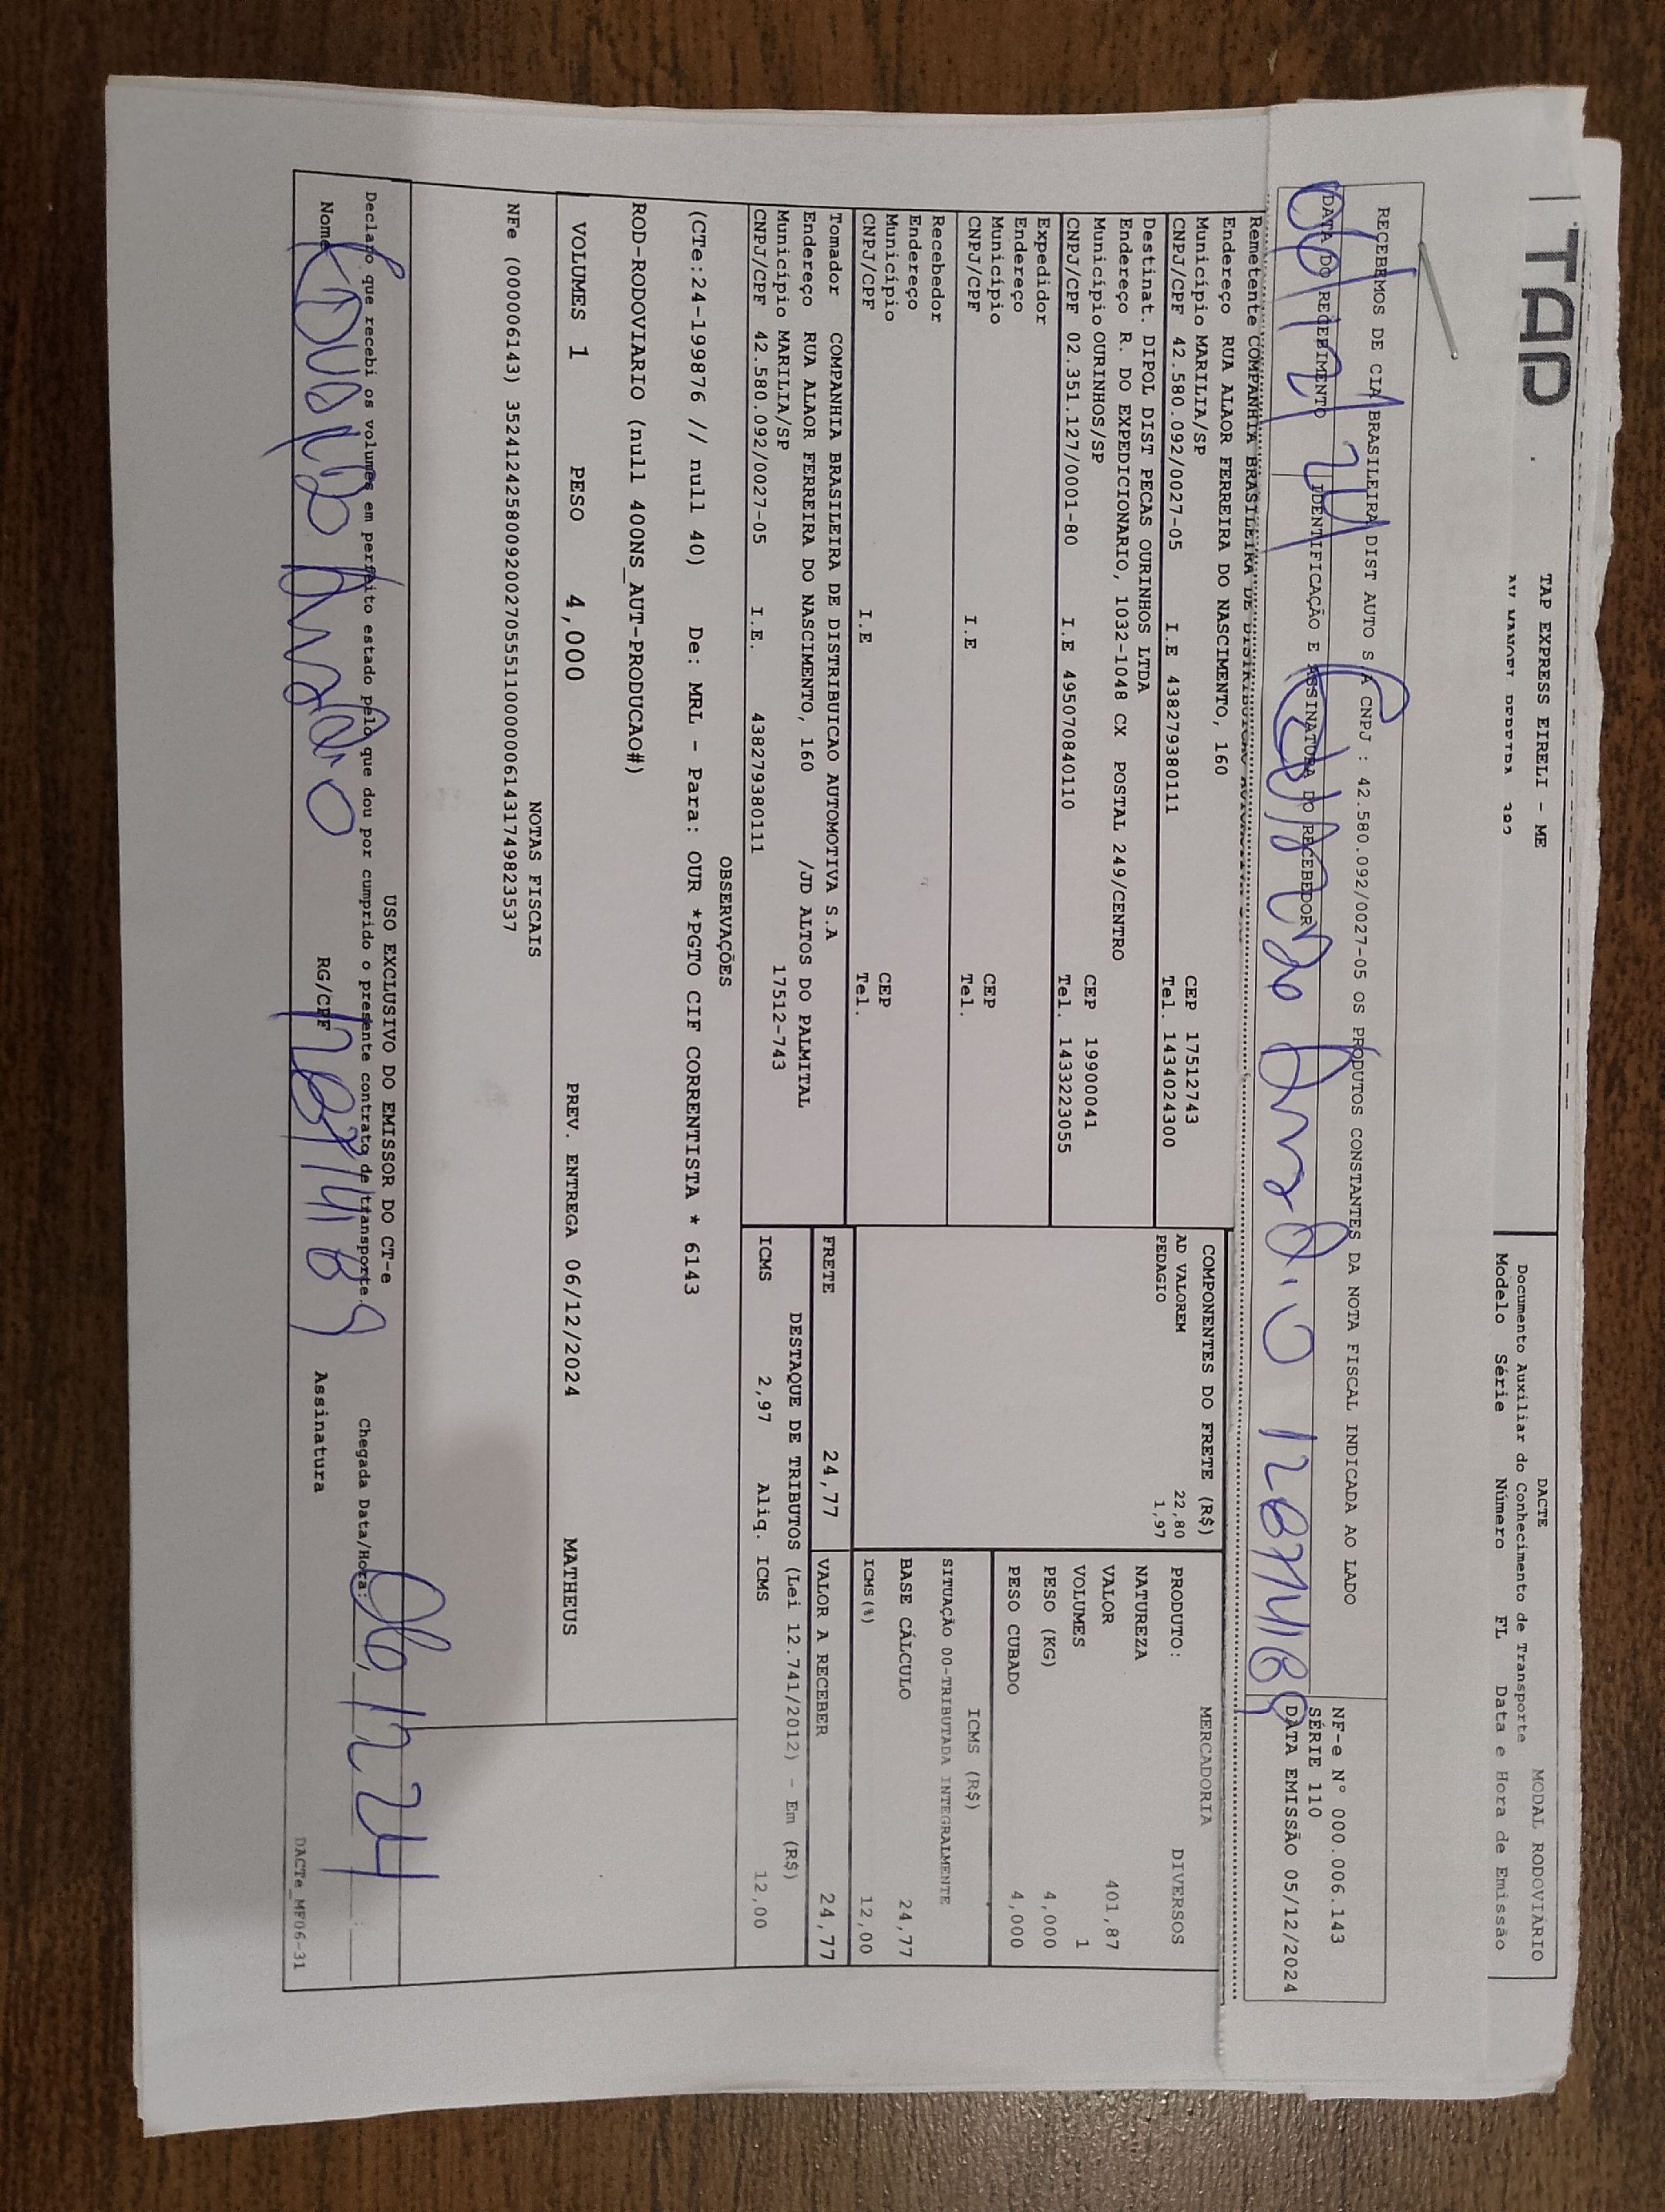 TAP
TAP EXPRESS EIRELI - ME
DACTE
Documento Auxiliar do Conhecimento de Transporte
MODAL RODOVIÁRIO
Modelo Série Número FL Data e Hora de Emissão
RECEBEMOS DE CIA BRASILEIRA DIST AUTO S A CNPJ : 42.580.092/0027-05 OS PRODUTOS CONSTANTES DA NOTA FISCAL INDICADA AO LADO
NF-e N° 000.006.143
SÉRIE 110
DATA EMISSÃO 05/12/2024
DATA DO RECEBIMENTO
IDENTIFICAÇÃO E ASSINATURA DO RECEBEDOR
06/12/24
Remetente COMPANHIA BRASILEIRA DE DISTRIBUICAO
Endereço RUA ALAOR FERREIRA DO NASCIMENTO, 160
Município MARILIA/SP CEP 17512743
CNPJ/CPF 42.580.092/0027-05 I.E 438279380111 Tel. 1434024300
Destinat. DIPOL DIST PECAS OURINHOS LTDA
Endereço R. DO EXPEDICIONARIO, 1032-1048 CX POSTAL 249/CENTRO
Município OURINHOS/SP CEP 19900041
CNPJ/CPF 02.351.127/0001-80 I.E 495070840110 Tel. 1433223055
Expedidor
Endereço
Município CEP
CNPJ/CPF I.E Tel.
Recebedor
Endereço
Município CEP
CNPJ/CPF I.E Tel.
Tomador COMPANHIA BRASILEIRA DE DISTRIBUICAO AUTOMOTIVA S.A
Endereço RUA ALAOR FERREIRA DO NASCIMENTO, 160 /JD ALTOS DO PALMITAL
Município MARILIA/SP 17512-743
CNPJ/CPF 42.580.092/0027-05 I.E. 438279380111
COMPONENTES DO FRETE (R$)
AD VALOREM 22,80
PEDAGIO 1,97
MERCADORIA
PRODUTO: DIVERSOS
NATUREZA
VALOR 401,87
VOLUMES 1
PESO (KG) 4,000
PESO CUBADO 4,000
ICMS (R$)
SITUAÇÃO 00-TRIBUTADA INTEGRALMENTE
BASE CÁLCULO 24,77
ICMS(%) 12,00
FRETE 24,77
VALOR A RECEBER 24,77
DESTAQUE DE TRIBUTOS (Lei 12.741/2012) - Em (R$)
ICMS 2,97 Aliq. ICMS 12,00
OBSERVAÇÕES
(CTe:24-199876 // null 40) De: MRL - Para: OUR *PGTO CIF CORRENTISTA * 6143
ROD-RODOVIARIO (null 400NS_AUT-PRODUCAO#)
VOLUMES 1 PESO 4,000 PREV. ENTREGA 06/12/2024 MATHEUS
NOTAS FISCAIS
NFe (000006143) 35241242580092002705551100000061431749823537
USO EXCLUSIVO DO EMISSOR DO CT-e
Declaro que recebi os volumes em perfeito estado pelo que dou por cumprido o presente contrato de transporte.
Chegada Data/Hora: 06/12/24
Nome RG/CPF Assinatura
DACTe_MF06-31